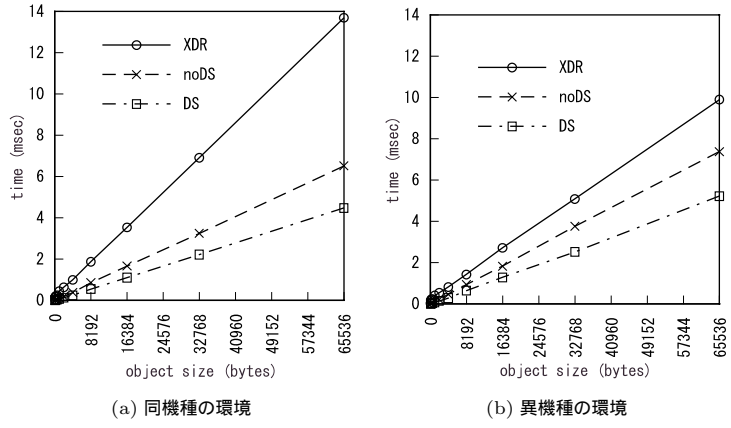 14
12
10
8
6
4
2
0
time (msec)
XDR
noDS
DS
0
8192
16384
24576
32768
40960
49152
57344
65536
object size (bytes)
(a) 同機種の環境
14
12
10
8
6
4
2
0
time (msec)
XDR
noDS
DS
0
8192
16384
24576
32768
40960
49152
57344
65536
object size (bytes)
(b) 異機種の環境